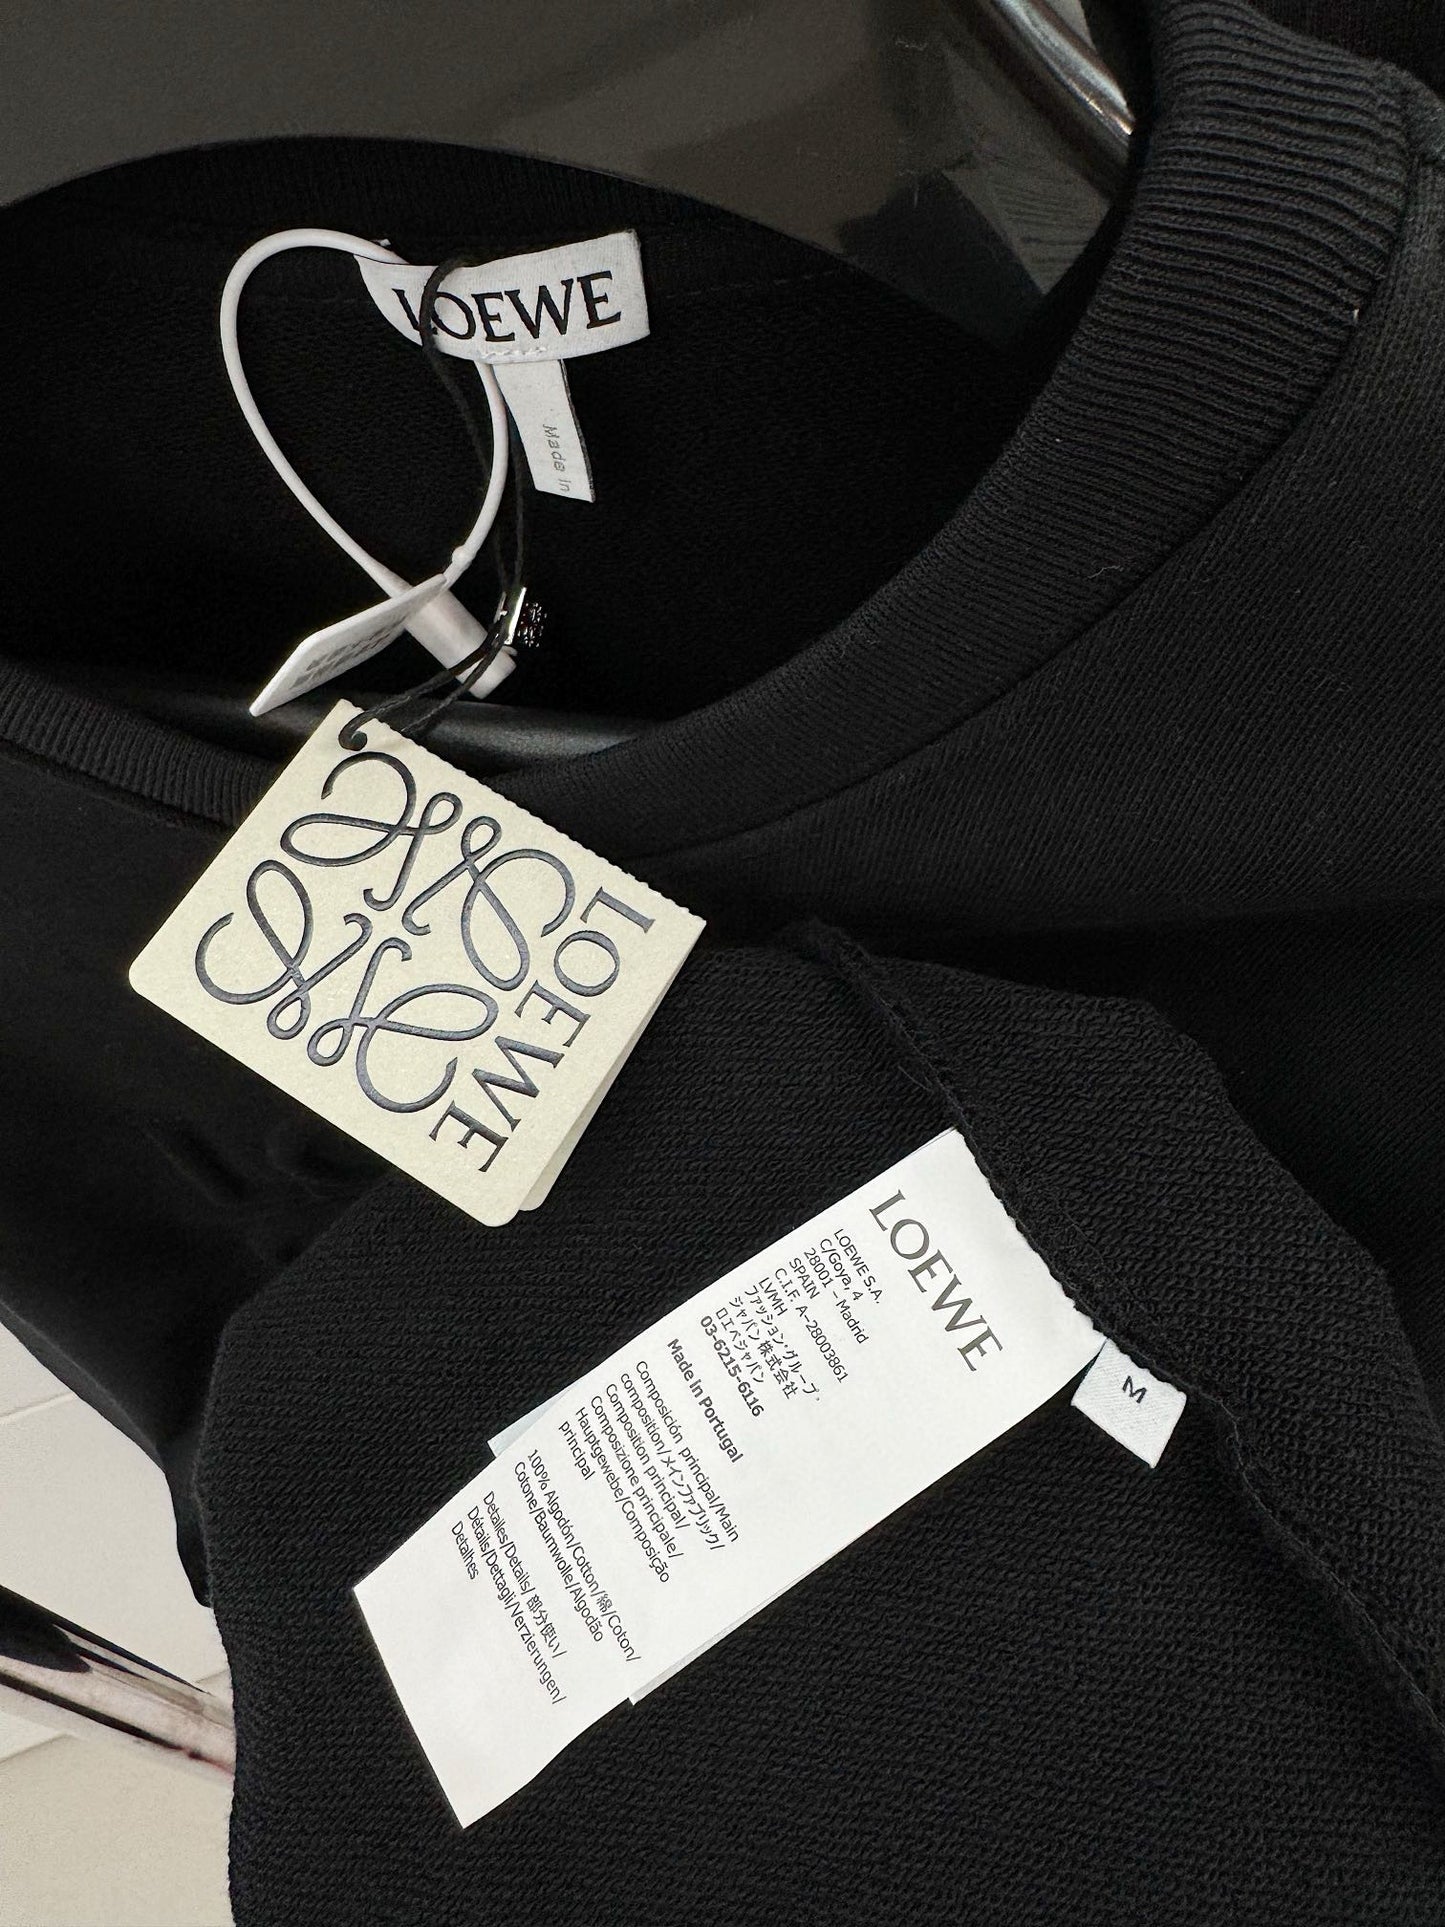 LOEWE
Made in
LOEWE
LOEWE
LOEWE S.A.
C/Goya, 4
28001 – Madrid
SPAIN
C.I.F. A-28003861
LVMH
ファッション・グループ・
ジャパン株式会社
ロエベジャパン
03-6215-6116
Made in Portugal
Composición principal/Main
composition/メインファブリック/
Composition principal/
Composizione principale/
Hauptgewebe/Composição
principal
100% Algodón/Cotton/綿/Coton/
Cotone/Baumwolle/Algodão
Detalles/Details/部分使い/
Détails/Dettagli/Verzierungen/
Detalhes
M